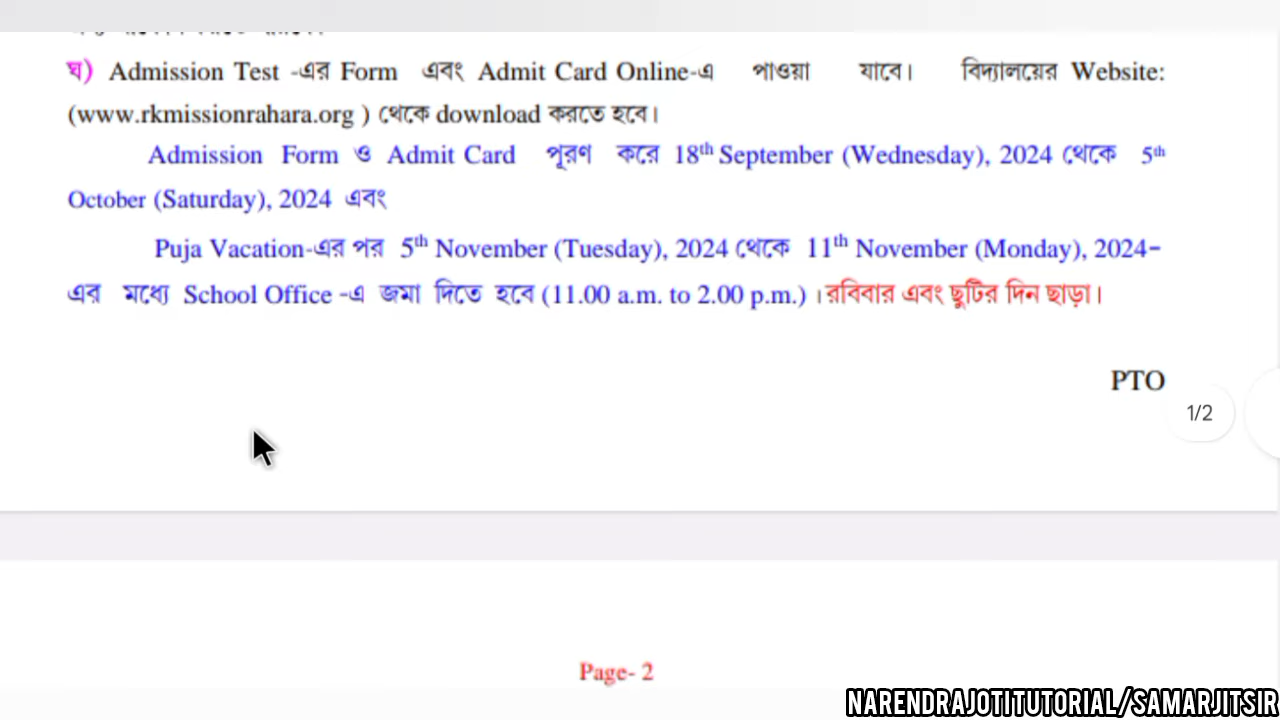 ঘ) Admission Test -এর Form এবং Admit Card Online-এ পাওয়া যাবে। বিদ্যালয়ের Website:
(www.rkmissionrahara.org ) থেকে download করতে হবে।
Admission Form ও Admit Card পূরণ করে 18th September (Wednesday), 2024 থেকে 5th
October (Saturday), 2024 এবং
Puja Vacation-এর পর 5th November (Tuesday), 2024 থেকে 11th November (Monday), 2024-
এর মধ্যে School Office -এ জমা দিতে হবে (11.00 a.m. to 2.00 p.m.) । রবিবার এবং ছুটির দিন ছাড়া।
PTO
1/2
Page- 2
NARENDRAJOTITUTORIAL/SAMARJITSIR